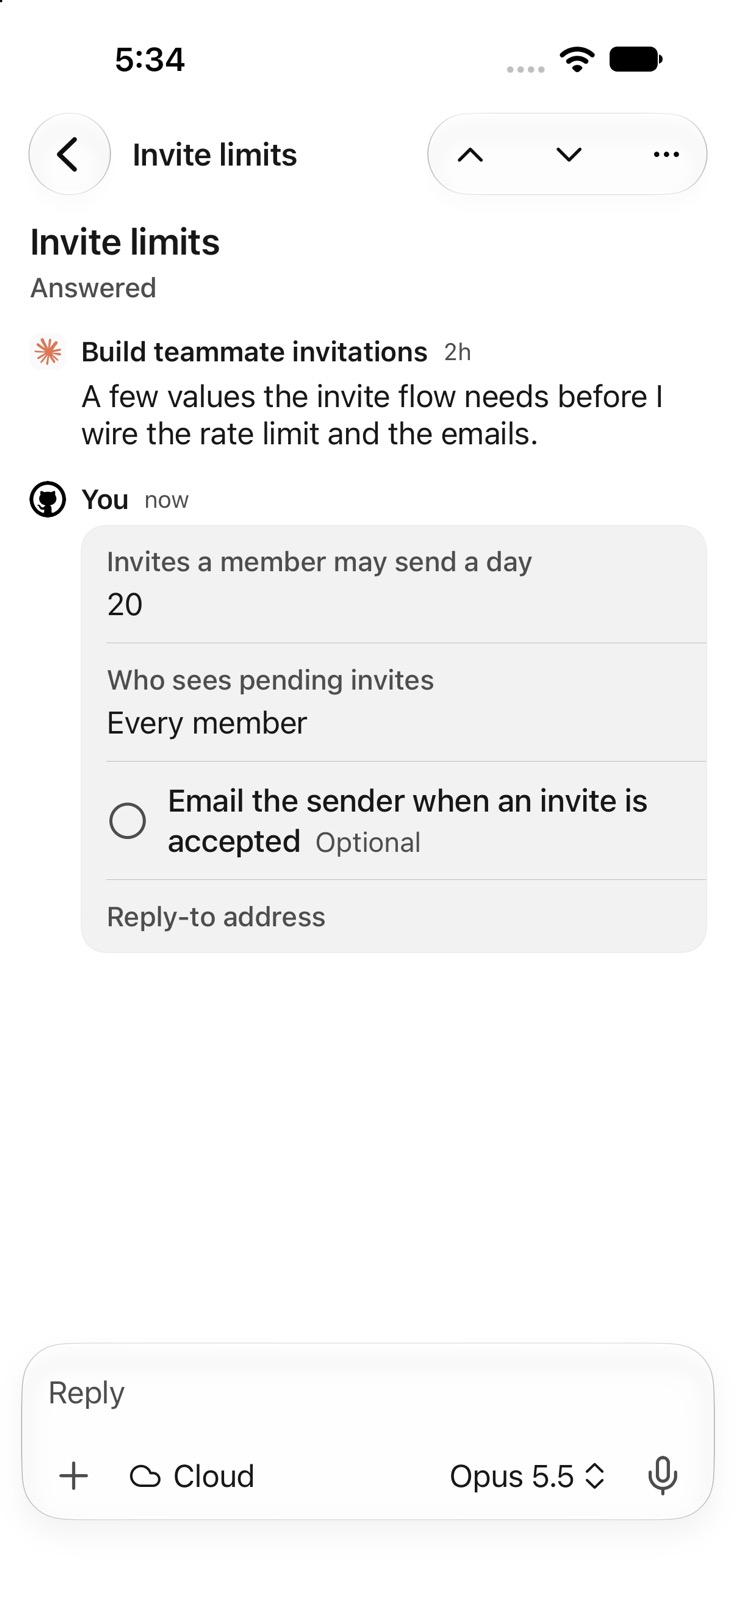 5:34
Invite limits
Invite limits
Answered
Build teammate invitations 2h
A few values the invite flow needs before I
wire the rate limit and the emails.
You now
Invites a member may send a day
20
Who sees pending invites
Every member
Email the sender when an invite is
accepted Optional
Reply-to address
Reply
Cloud Opus 5.5